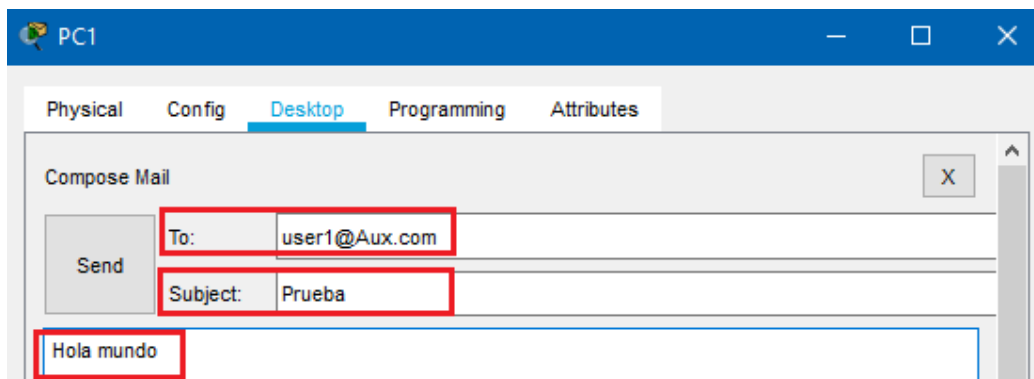 PC1
Physical Config Desktop Programming Attributes
Compose Mail X
Send
To: user1@Aux.com
Subject: Prueba
Hola mundo